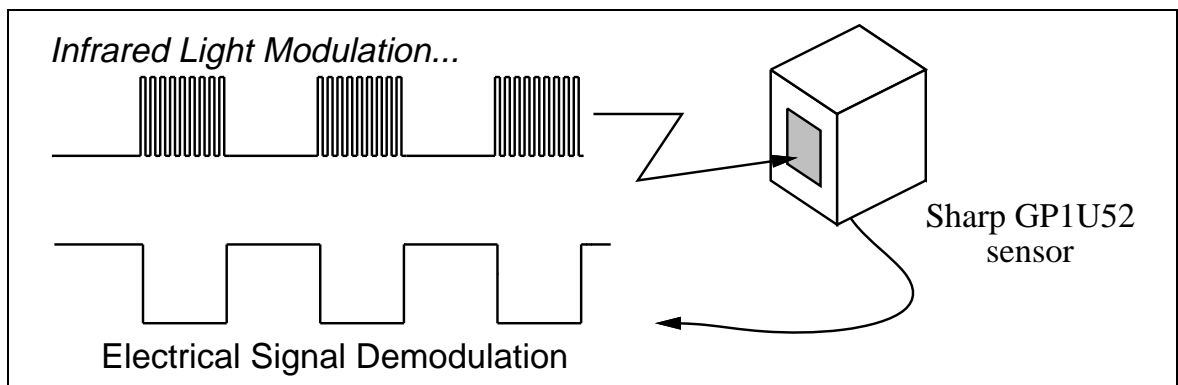 Infrared Light Modulation...
Sharp GP1U52
sensor
Electrical Signal Demodulation